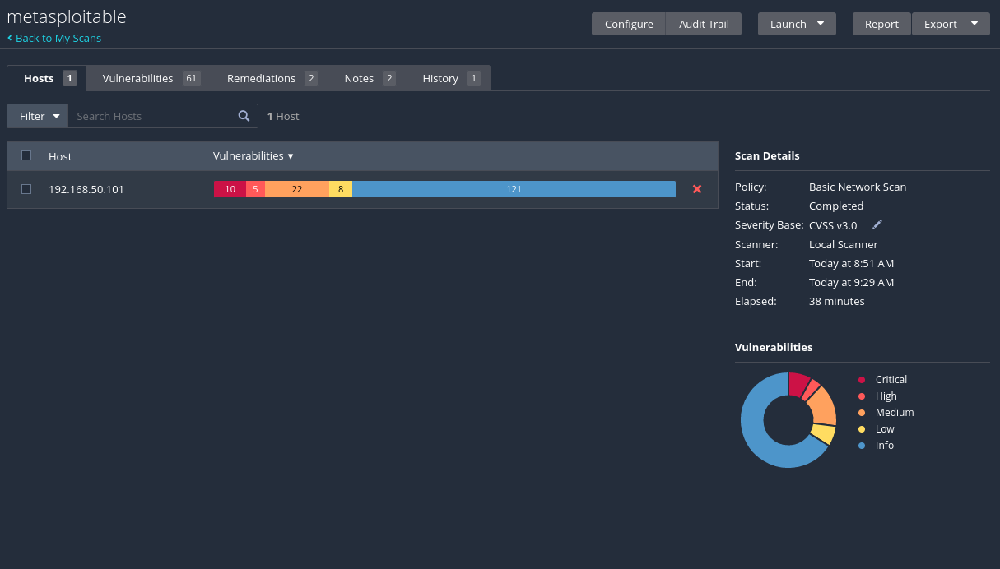 metasploitable
Back to My Scans
Configure Audit Trail Launch Report Export
Hosts 1 Vulnerabilities 61 Remediations 2 Notes 2 History 1
Filter Search Hosts 1 Host
Host Vulnerabilities ▼
192.168.50.101 10 5 22 8 121
Scan Details
Policy: Basic Network Scan
Status: Completed
Severity Base: CVSS v3.0
Scanner: Local Scanner
Start: Today at 8:51 AM
End: Today at 9:29 AM
Elapsed: 38 minutes
Vulnerabilities
Critical
High
Medium
Low
Info